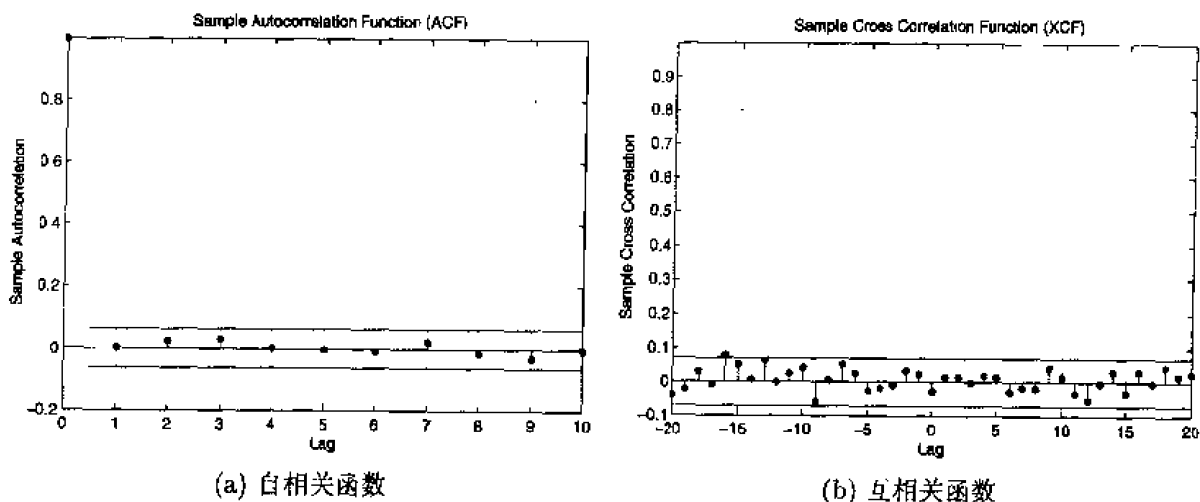 Sample Autocorrelation Function (ACF)
Sample Autocorrelation
0.8
0.6
0.4
0.2
0
-0.2
0 1 2 3 4 5 6 7 8 9 10
Lag
(a) 自相关函数
Sample Cross Correlation Function (XCF)
Sample Cross Correlation
0.9
0.8
0.7
0.6
0.5
0.4
0.3
0.2
0.1
0
-0.1
-20 -15 -10 -5 0 5 10 15 20
Lag
(b) 互相关函数